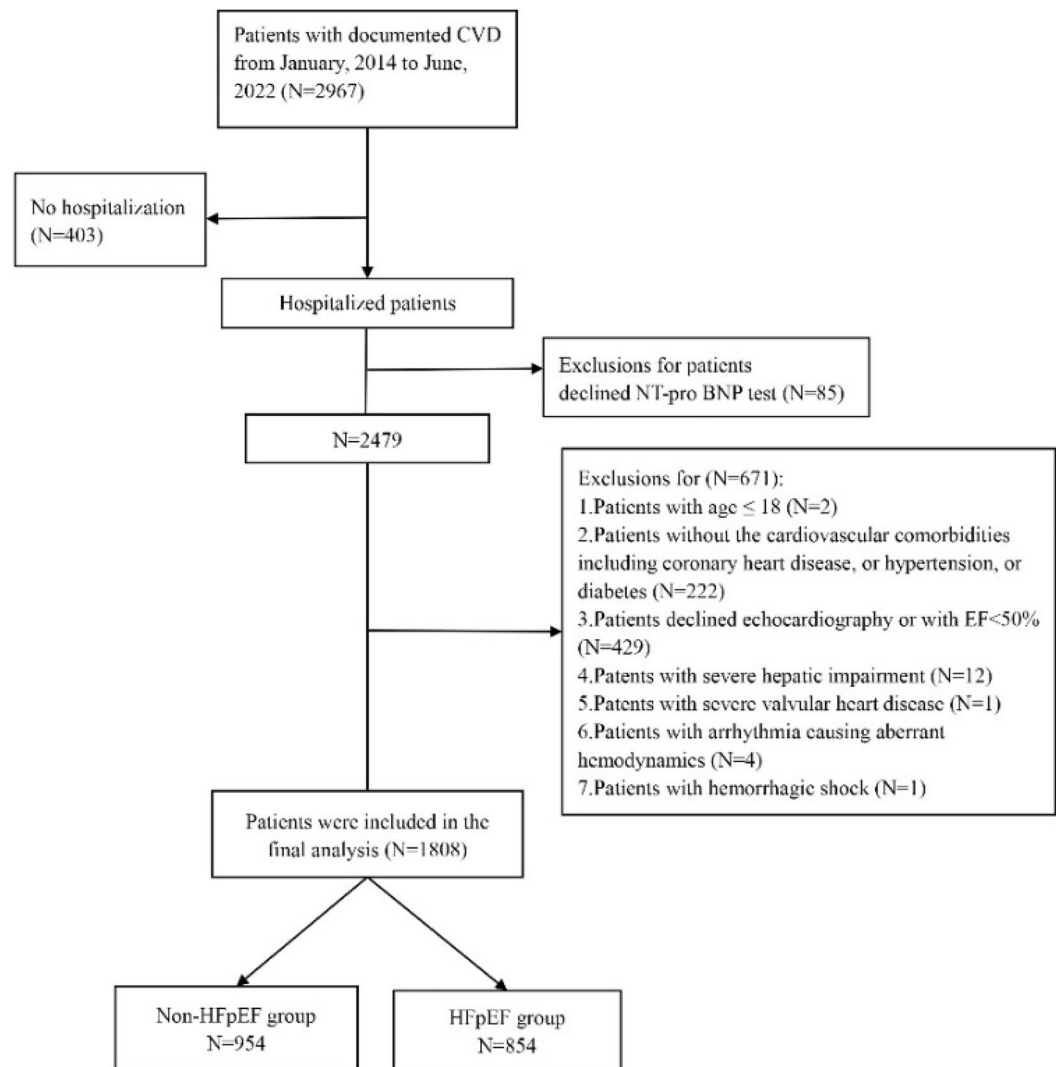 Patients with documented CVD
from January, 2014 to June,
2022 (N=2967)
No hospitalization
(N=403)
Hospitalized patients
Exclusions for patients
declined NT-pro BNP test (N=85)
N=2479
Exclusions for (N=671):
1.Patients with age ≤ 18 (N=2)
2.Patients without the cardiovascular comorbidities
including coronary heart disease, or hypertension, or
diabetes (N=222)
3.Patients declined echocardiography or with EF<50%
(N=429)
4.Patents with severe hepatic impairment (N=12)
5.Patents with severe valvular heart disease (N=1)
6.Patients with arrhythmia causing aberrant
hemodynamics (N=4)
7.Patients with hemorrhagic shock (N=1)
Patients were included in the
final analysis (N=1808)
Non-HFpEF group
N=954
HFpEF group
N=854